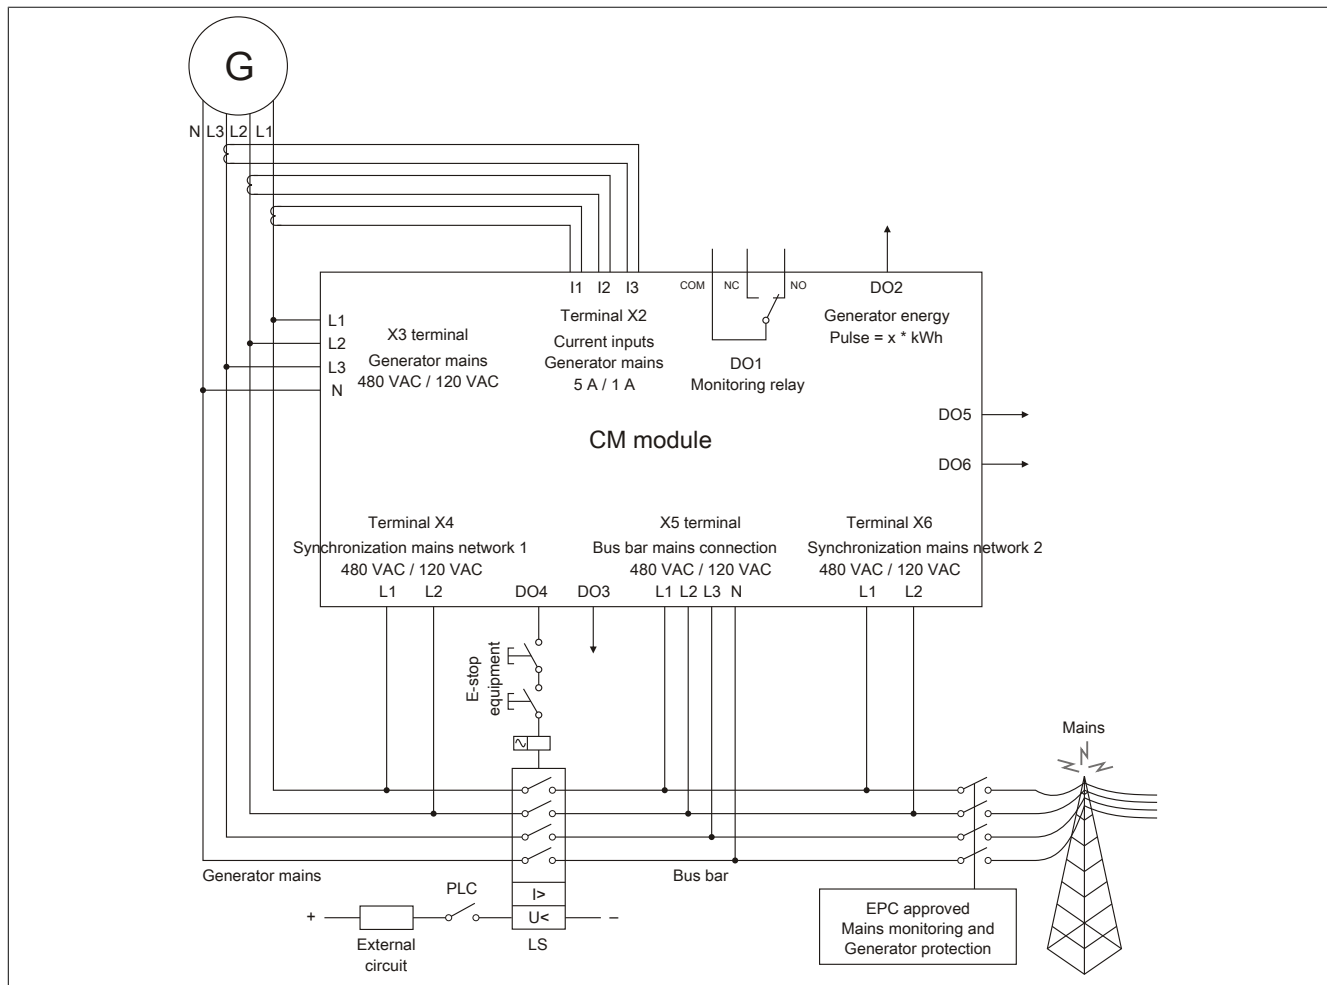 G
N L3 L2 L1
I1 I2 I3
COM NC NO
DO2
Terminal X2
Generator energy
Pulse = x * kWh
L1
L2
L3
N
X3 terminal
Generator mains
480 VAC / 120 VAC
Current inputs
Generator mains
5 A / 1 A
DO1
Monitoring relay
DO5
CM module
DO6
Terminal X4
Synchronization mains network 1
480 VAC / 120 VAC
L1 L2
DO4
DO3
X5 terminal
Bus bar mains connection
480 VAC / 120 VAC
L1 L2 L3 N
Terminal X6
Synchronization mains network 2
480 VAC / 120 VAC
L1 L2
E-stop
equipment
Mains
Generator mains
Bus bar
PLC
I>
+
U<
–
External
circuit
LS
EPC approved
Mains monitoring and
Generator protection